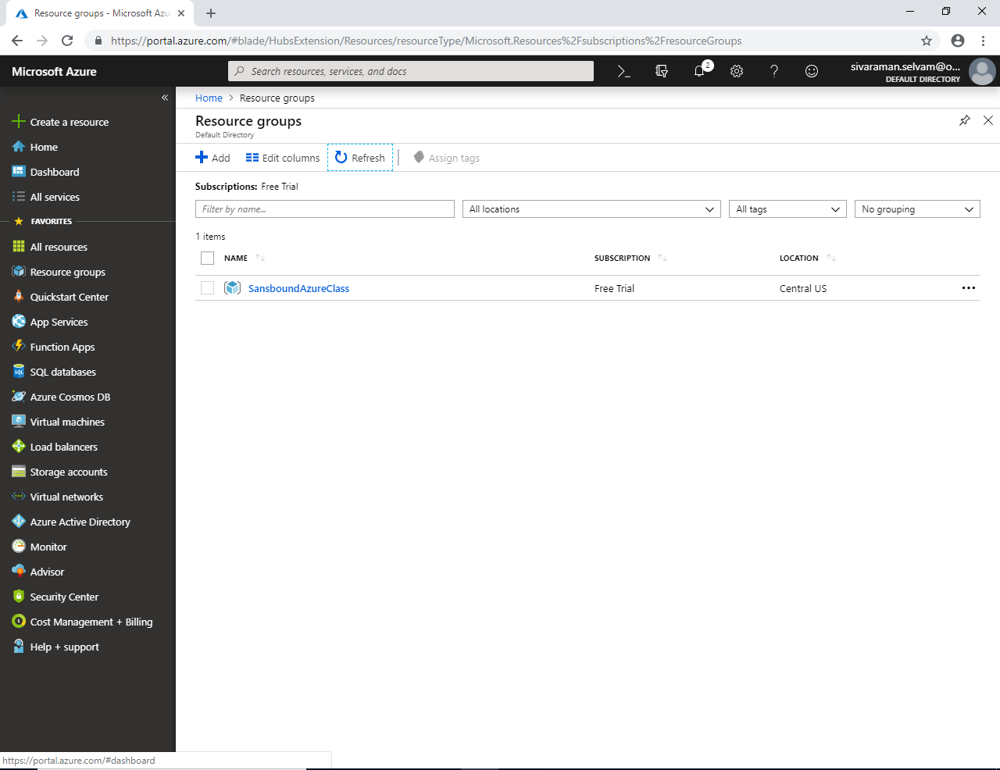 Resource groups - Microsoft Azu
https://portal.azure.com/#blade/HubsExtension/Resources/resourceType/Microsoft.Resources%2Fsubscriptions%2FresourceGroups
Microsoft Azure
Search resources, services, and docs
2
sivaraman.selvam@o...
DEFAULT DIRECTORY
Create a resource
Home
Dashboard
All services
FAVORITES
All resources
Resource groups
Quickstart Center
App Services
Function Apps
SQL databases
Azure Cosmos DB
Virtual machines
Load balancers
Storage accounts
Virtual networks
Azure Active Directory
Monitor
Advisor
Security Center
Cost Management + Billing
Help + support
Home > Resource groups
Resource groups
Default Directory
Add Edit columns Refresh Assign tags
Subscriptions: Free Trial
Filter by name... All locations All tags No grouping
1 items
NAME SUBSCRIPTION LOCATION
SansboundAzureClass Free Trial Central US
https://portal.azure.com/#dashboard